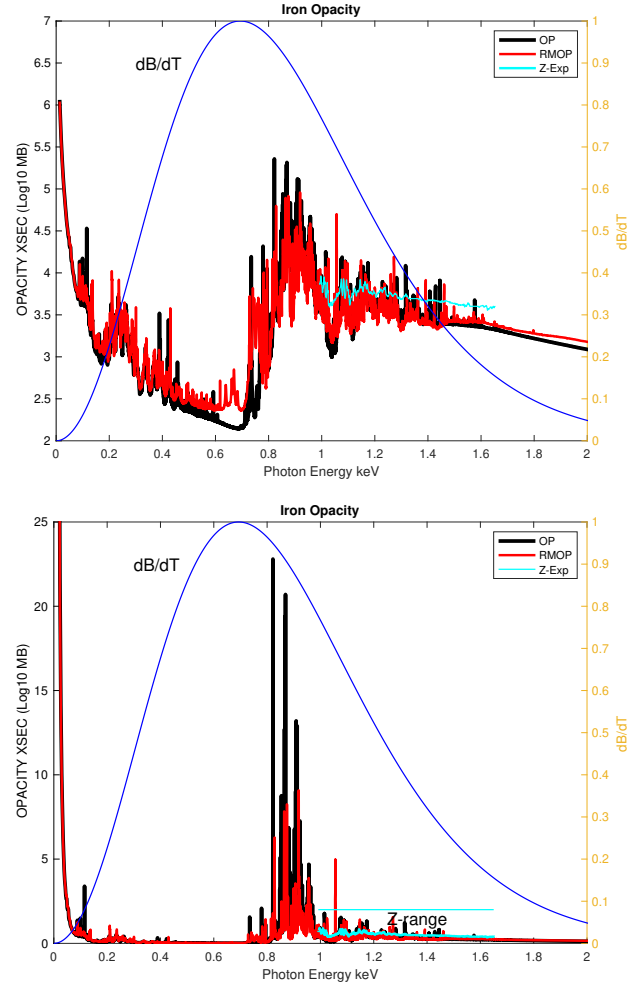 Iron Opacity
7
6.5
6
5.5
5
4.5
4
3.5
3
2.5
2
OPACITY XSEC (Log10 MB)
dB/dT
OP
RMOP
Z-Exp
1
0.9
0.8
0.7
0.6
0.5
0.4
0.3
0.2
0.1
0
dB/dT
0 0.2 0.4 0.6 0.8 1 1.2 1.4 1.6 1.8 2
Photon Energy keV
Iron Opacity
25
20
15
10
5
0
OPACITY XSEC (Log10 MB)
dB/dT
OP
RMOP
Z-Exp
Z-range
1
0.9
0.8
0.7
0.6
0.5
0.4
0.3
0.2
0.1
0
dB/dT
0 0.2 0.4 0.6 0.8 1 1.2 1.4 1.6 1.8 2
Photon Energy keV